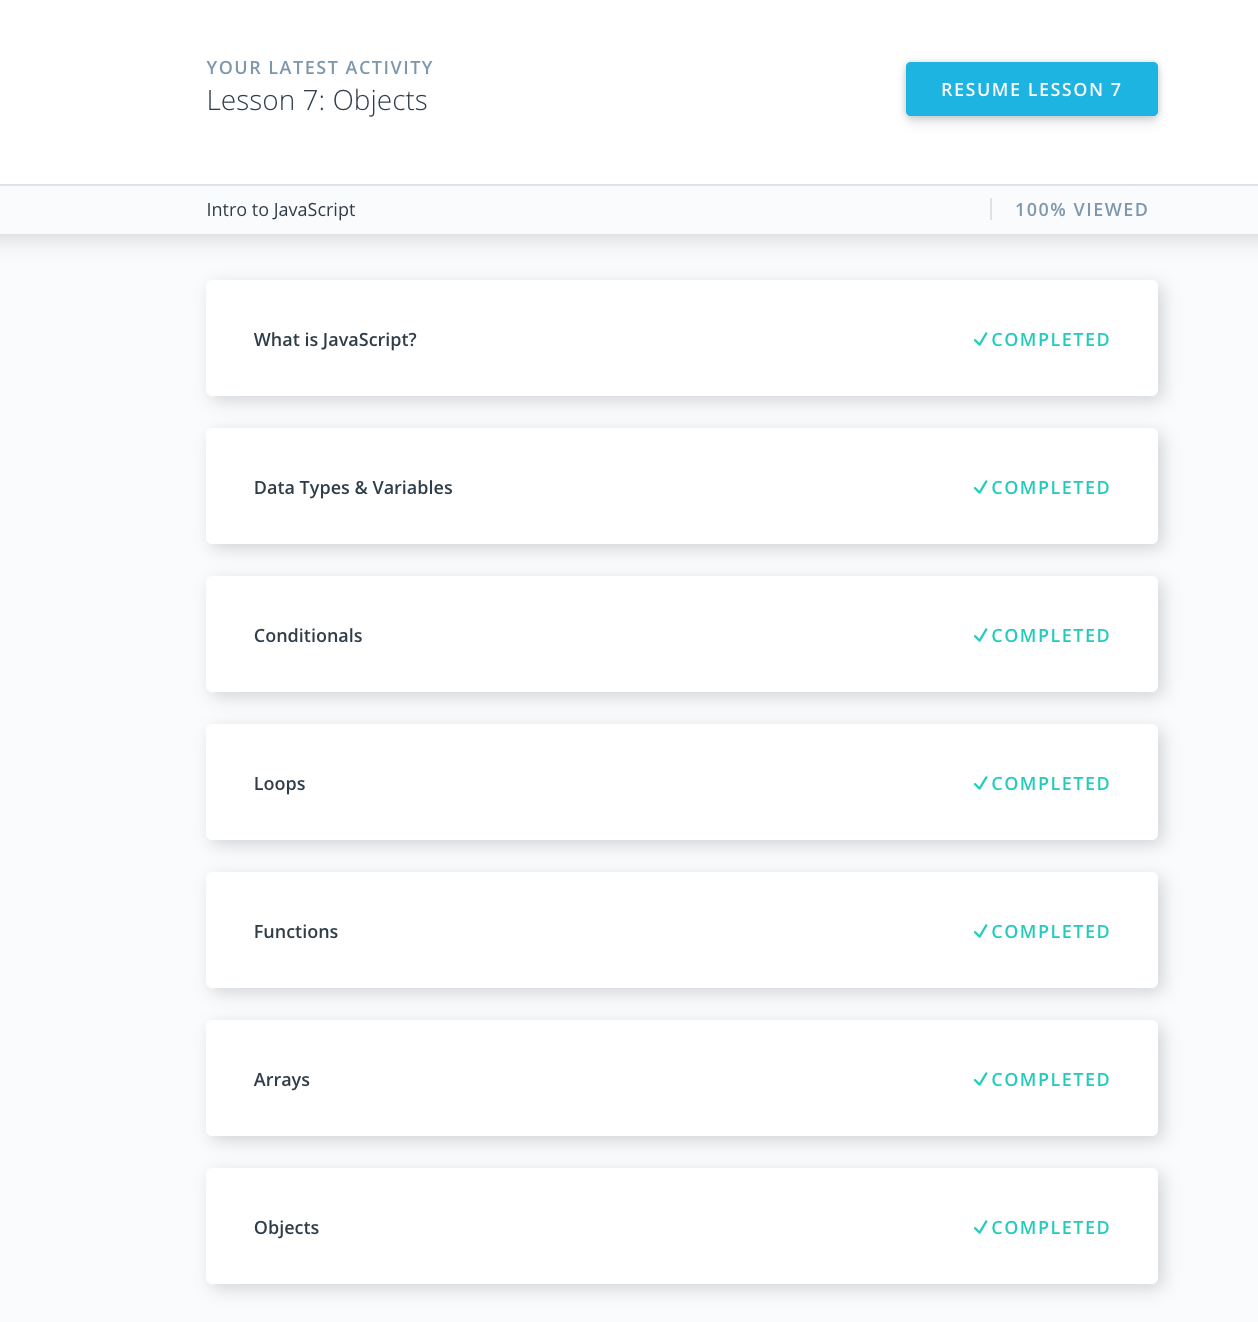 YOUR LATEST ACTIVITY
Lesson 7: Objects
RESUME LESSON 7
Intro to JavaScript
100% VIEWED
What is JavaScript?
✓COMPLETED
Data Types & Variables
✓COMPLETED
Conditionals
✓COMPLETED
Loops
✓COMPLETED
Functions
✓COMPLETED
Arrays
✓COMPLETED
Objects
✓COMPLETED